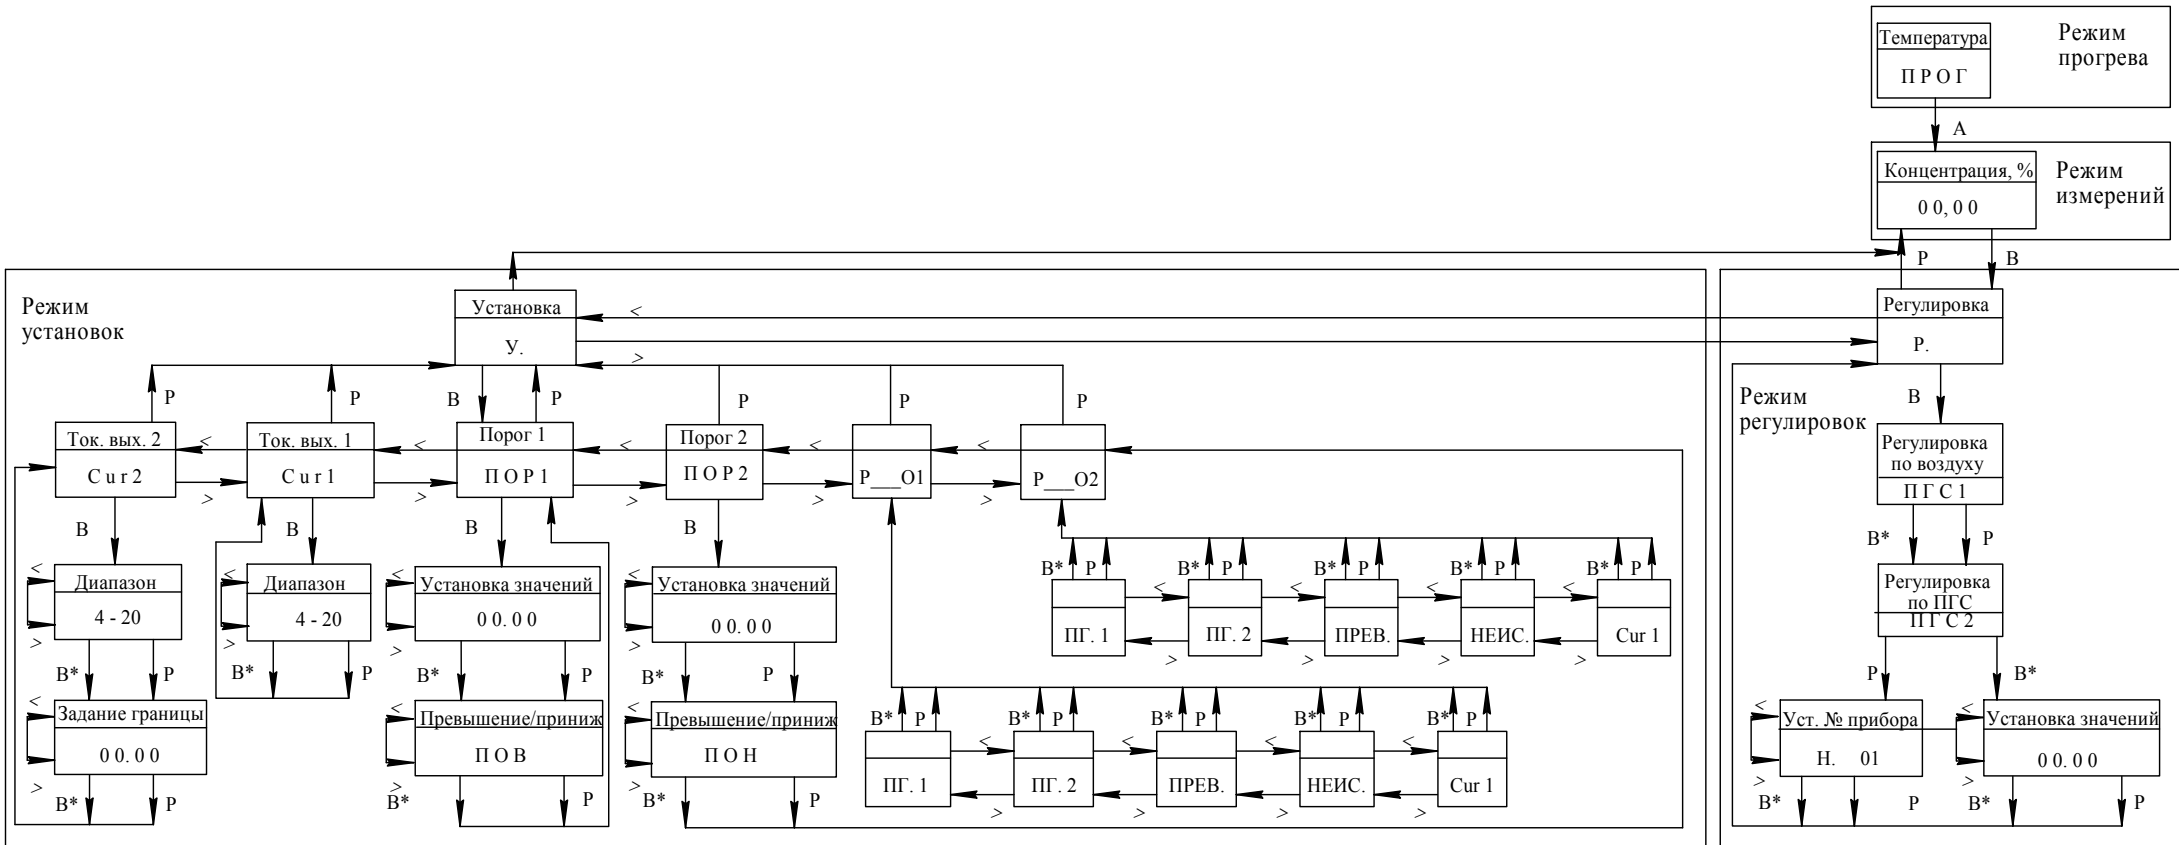 Температура
П Р О Г
Режим
прогрева
А
Концентрация, %
0 0, 0 0
Режим
измерений
Р
В
Режим
установок
Установка
У.
<
>
Регулировка
Р.
Р
Р
В
Р
Р
Р
Р
В
Режим
регулировок
Ток. вых. 2
C u r 2
<
>
Ток. вых. 1
C u r 1
<
>
Порог 1
П О Р 1
<
>
Порог 2
П О Р 2
<
>
Р___О1
<
>
Р___О2
Регулировка
по воздуху
П Г С 1
В
В
В
В
В*
Р
Диапазон
4 - 20
<
>
Диапазон
4 - 20
<
>
Установка значений
0 0. 0 0
<
>
Установка значений
0 0. 0 0
<
>
В*
Р
В*
Р
В*
Р
В*
Р
В*
Р
ПГ. 1
<
>
ПГ. 2
<
>
ПРЕВ.
<
>
НЕИС.
<
>
Cur 1
Регулировка
по ПГС
П Г С 2
В*
Р
В*
Р
В*
Р
В*
Р
Р
В*
Задание границы
0 0. 0 0
<
>
Превышение/приниж
П О В
<
>
Превышение/приниж
П О Н
<
>
В*
Р
В*
Р
В*
Р
В*
Р
В*
Р
ПГ. 1
<
>
ПГ. 2
<
>
ПРЕВ.
<
>
НЕИС.
<
>
Cur 1
Уст. № прибора
Н. 01
<
>
Установка значений
0 0. 0 0
<
>
В*
Р
В*
Р
В*
В*
Р
В*
Р